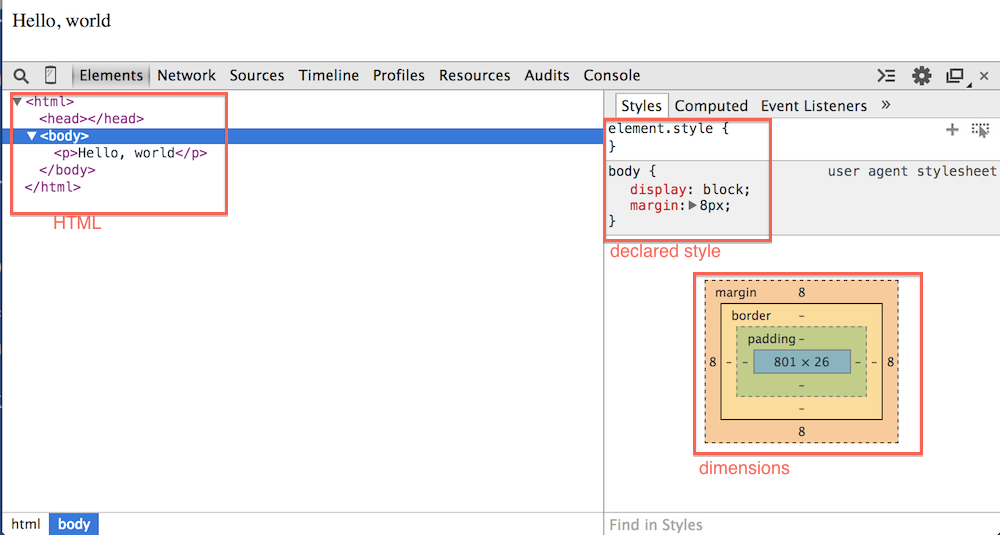 Hello, world
Elements Network Sources Timeline Profiles Resources Audits Console
<html>
<head></head>
<body>
<p>Hello, world</p>
</body>
</html>
HTML
Styles Computed Event Listeners »
element.style {
}
body { user agent stylesheet
display: block;
margin: 8px;
}
declared style
margin 8
border -
padding -
8 - - 801 × 26 - - 8
-
-
8
dimensions
html body
Find in Styles